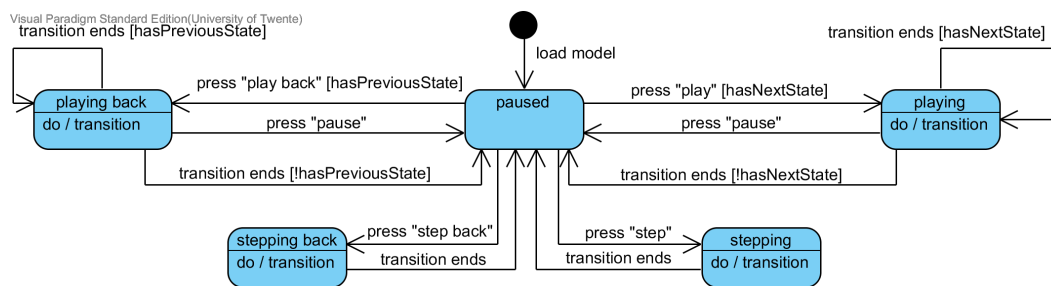 Visual Paradigm Standard Edition(University of Twente)
transition ends [hasPreviousState]
transition ends [hasNextState]
load model
press "play back" [hasPreviousState]
press "play" [hasNextState]
playing back
do / transition
paused
playing
do / transition
press "pause"
press "pause"
transition ends [!hasPreviousState]
transition ends [!hasNextState]
stepping back
do / transition
press "step back"
transition ends
press "step"
transition ends
stepping
do / transition